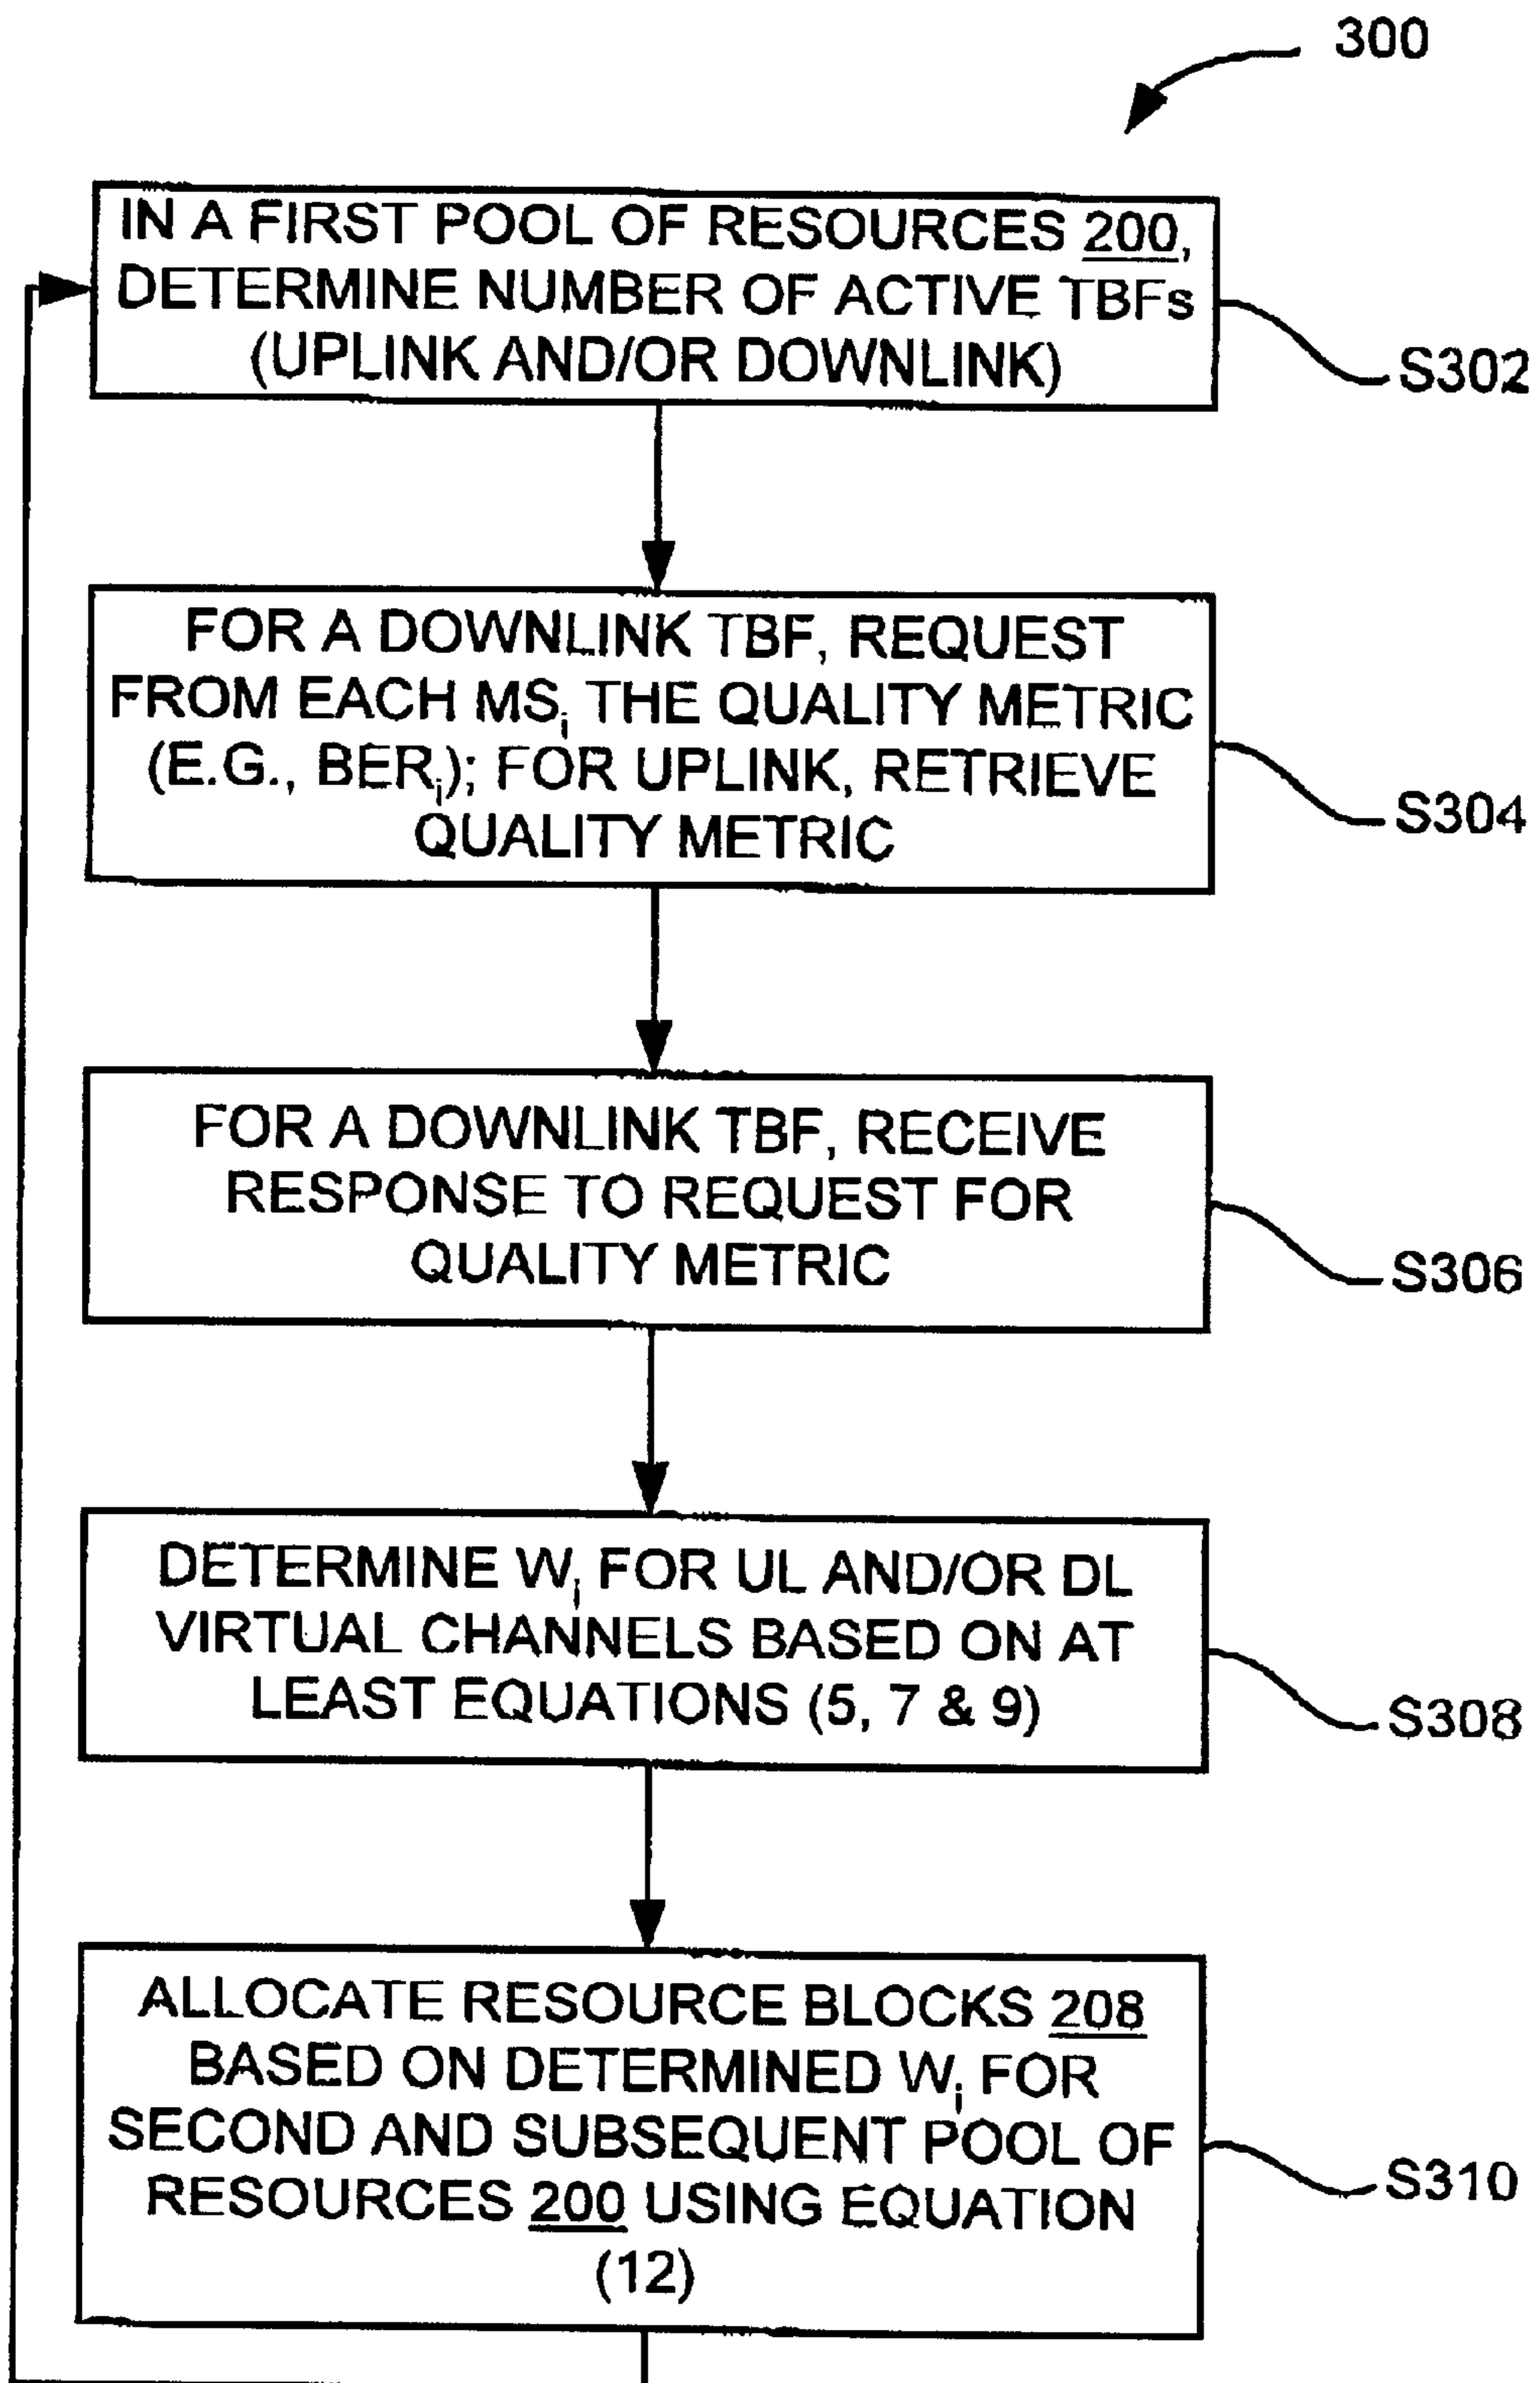 300
IN A FIRST POOL OF RESOURCES 200,
DETERMINE NUMBER OF ACTIVE TBFs
(UPLINK AND/OR DOWNLINK)
S302
FOR A DOWNLINK TBF, REQUEST
FROM EACH MSi THE QUALITY METRIC
(E.G., BERi); FOR UPLINK, RETRIEVE
QUALITY METRIC
S304
FOR A DOWNLINK TBF, RECEIVE
RESPONSE TO REQUEST FOR
QUALITY METRIC
S306
DETERMINE Wi FOR UL AND/OR DL
VIRTUAL CHANNELS BASED ON AT
LEAST EQUATIONS (5, 7 & 9)
S308
ALLOCATE RESOURCE BLOCKS 208
BASED ON DETERMINED Wi FOR
SECOND AND SUBSEQUENT POOL OF
RESOURCES 200 USING EQUATION
(12)
S310